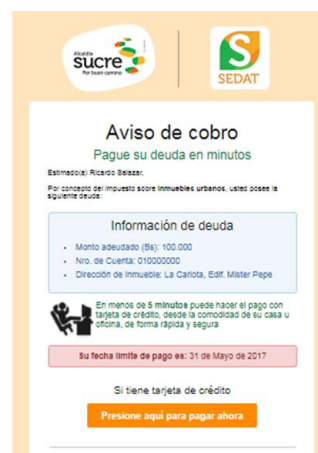 Alcaldía
sucre
Por buen camino
SEDAT
Aviso de cobro
Pague su deuda en minutos
Estimado(a) Ricardo Salazar,
Por concepto del impuesto sobre inmuebles urbanos, usted posee la
siguiente deuda:
Información de deuda
• Monto adeudado (Bs): 100.000
• Nro. de Cuenta: 010000000
• Dirección de Inmueble: La Carlota, Edif. Mister Pepe
En menos de 5 minutos puede hacer el pago con
tarjeta de crédito, desde la comodidad de su casa u
oficina, de forma rápida y segura
Su fecha límite de pago es: 31 de Mayo de 2017
Si tiene tarjeta de crédito
Presione aquí para pagar ahora